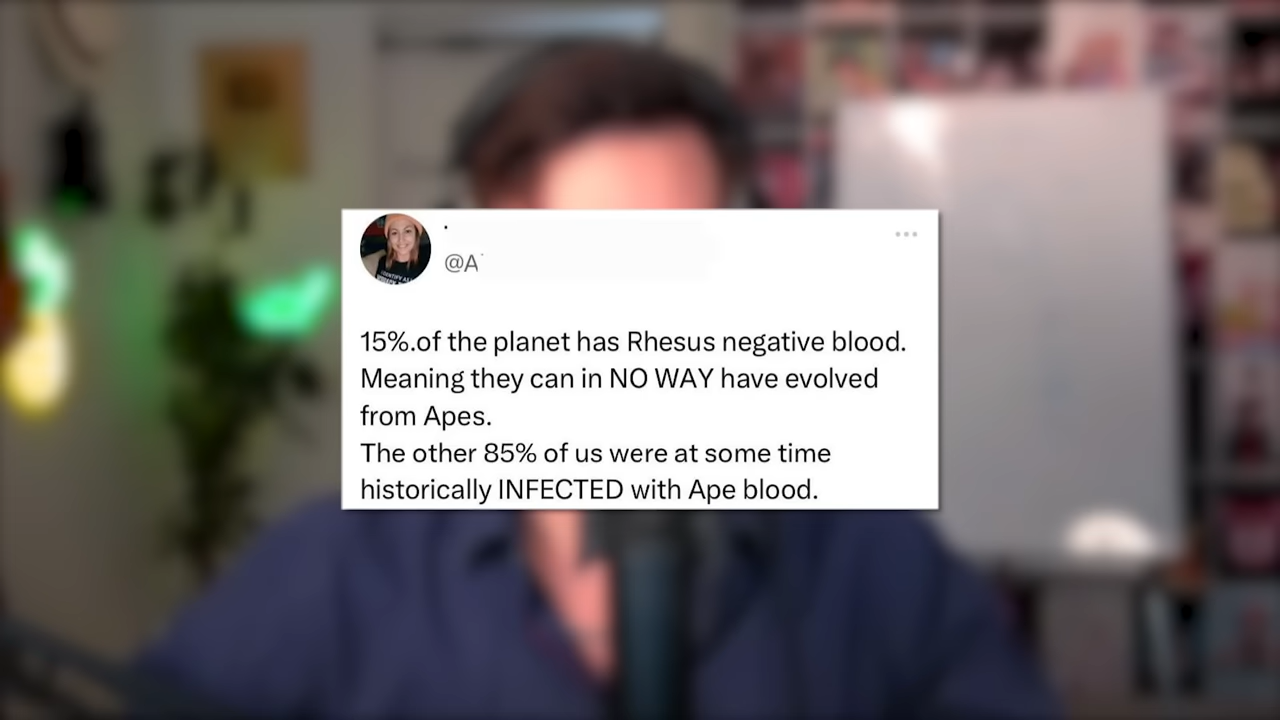 @A
15%.of the planet has Rhesus negative blood.
Meaning they can in NO WAY have evolved
from Apes.
The other 85% of us were at some time
historically INFECTED with Ape blood.